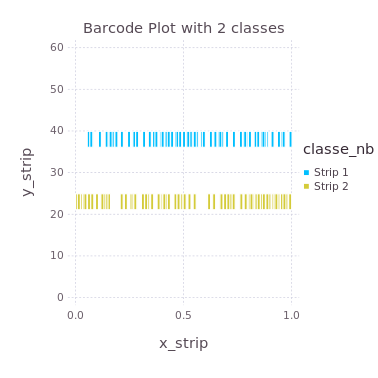 Barcode Plot with 2 classes
60
50
40
30
20
10
0
y_strip
0.0
0.5
1.0
x_strip
classe_nb
Strip 1
Strip 2